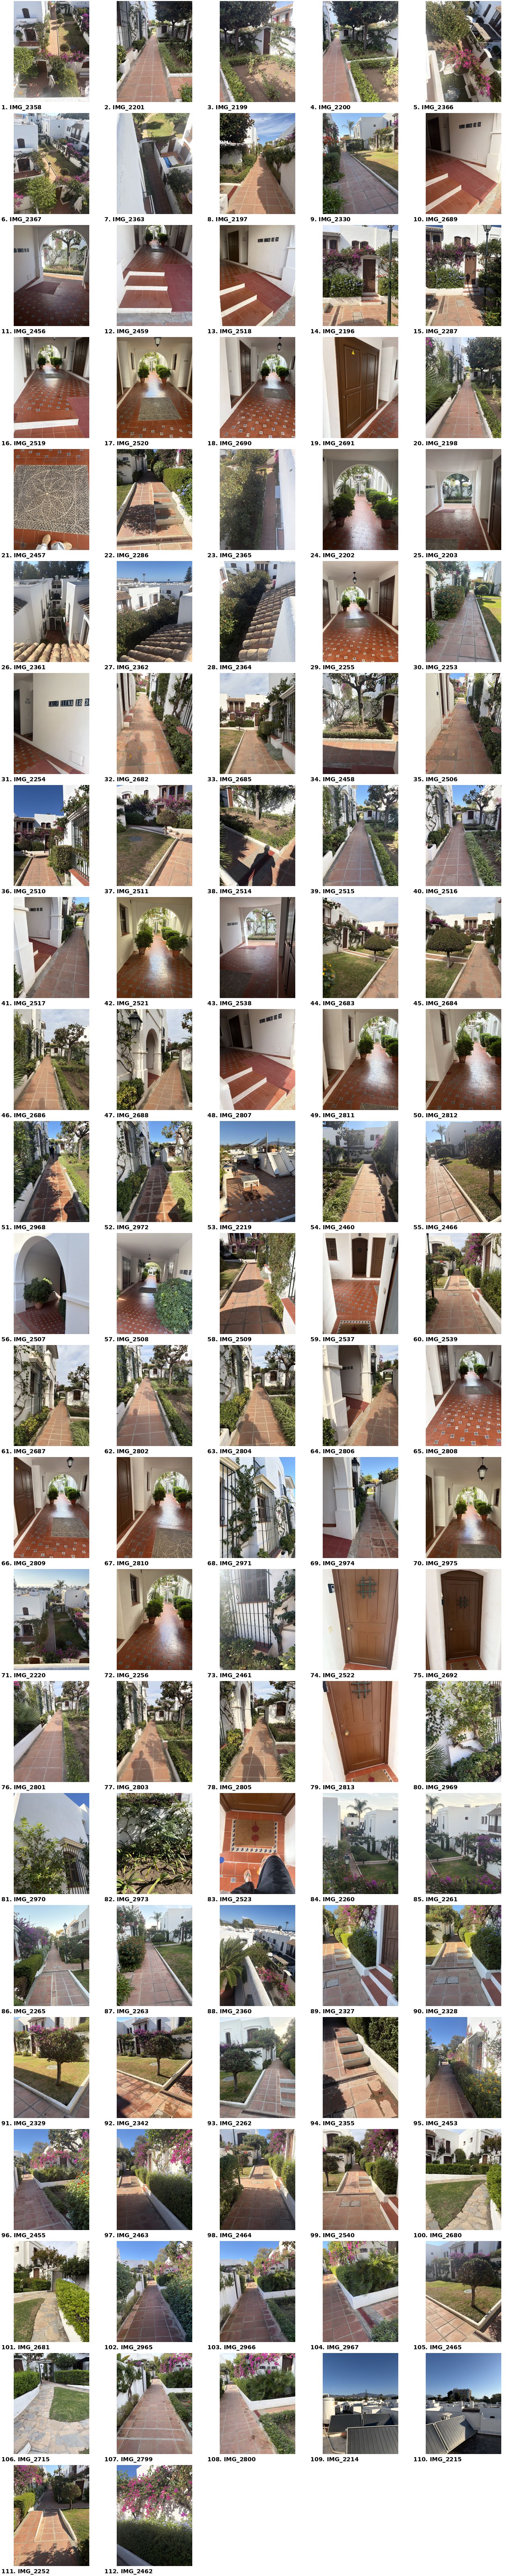 1. IMG_2358 2. IMG_2201 3. IMG_2199 4. IMG_2200 5. IMG_2366
6. IMG_2367 7. IMG_2363 8. IMG_2197 9. IMG_2330 10. IMG_2689
11. IMG_2456 12. IMG_2459 13. IMG_2518 14. IMG_2196 15. IMG_2287
16. IMG_2519 17. IMG_2520 18. IMG_2690 19. IMG_2691 20. IMG_2198
21. IMG_2457 22. IMG_2286 23. IMG_2365 24. IMG_2202 25. IMG_2203
26. IMG_2361 27. IMG_2362 28. IMG_2364 29. IMG_2255 30. IMG_2253
31. IMG_2254 32. IMG_2682 33. IMG_2685 34. IMG_2458 35. IMG_2506
36. IMG_2510 37. IMG_2511 38. IMG_2514 39. IMG_2515 40. IMG_2516
41. IMG_2517 42. IMG_2521 43. IMG_2538 44. IMG_2683 45. IMG_2684
46. IMG_2686 47. IMG_2688 48. IMG_2807 49. IMG_2811 50. IMG_2812
51. IMG_2968 52. IMG_2972 53. IMG_2219 54. IMG_2460 55. IMG_2466
56. IMG_2507 57. IMG_2508 58. IMG_2509 59. IMG_2537 60. IMG_2539
61. IMG_2687 62. IMG_2802 63. IMG_2804 64. IMG_2806 65. IMG_2808
66. IMG_2809 67. IMG_2810 68. IMG_2971 69. IMG_2974 70. IMG_2975
71. IMG_2220 72. IMG_2256 73. IMG_2461 74. IMG_2522 75. IMG_2692
76. IMG_2801 77. IMG_2803 78. IMG_2805 79. IMG_2813 80. IMG_2969
81. IMG_2970 82. IMG_2973 83. IMG_2523 84. IMG_2260 85. IMG_2261
86. IMG_2265 87. IMG_2263 88. IMG_2360 89. IMG_2327 90. IMG_2328
91. IMG_2329 92. IMG_2342 93. IMG_2262 94. IMG_2355 95. IMG_2453
96. IMG_2455 97. IMG_2463 98. IMG_2464 99. IMG_2540 100. IMG_2680
101. IMG_2681 102. IMG_2965 103. IMG_2966 104. IMG_2967 105. IMG_2465
106. IMG_2715 107. IMG_2799 108. IMG_2800 109. IMG_2214 110. IMG_2215
111. IMG_2252 112. IMG_2462